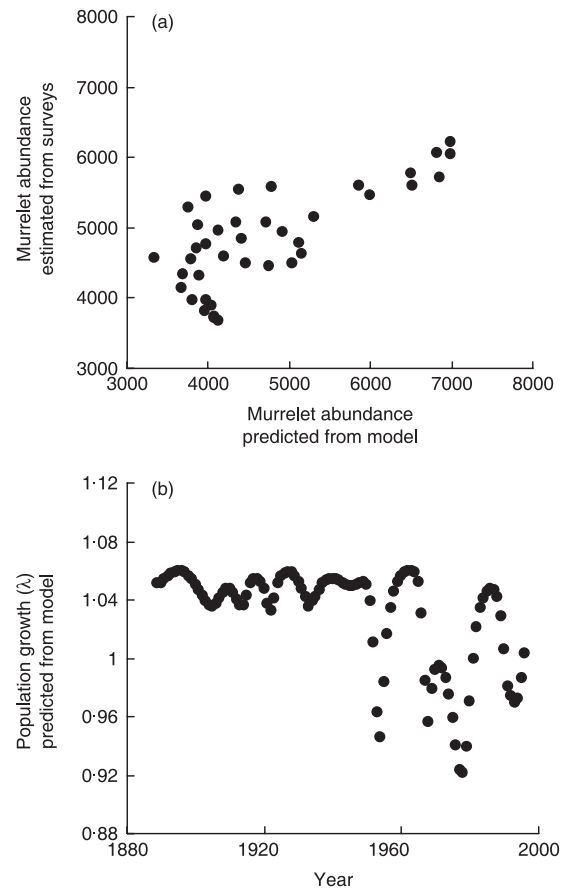 (a)
Murrelet abundance
estimated from surveys
8000
7000
6000
5000
4000
3000
3000 4000 5000 6000 7000 8000
Murrelet abundance
predicted from model
(b)
Population growth (λ)
predicted from model
1·12
1·08
1·04
1
0·96
0·92
0·88
1880 1920 1960 2000
Year